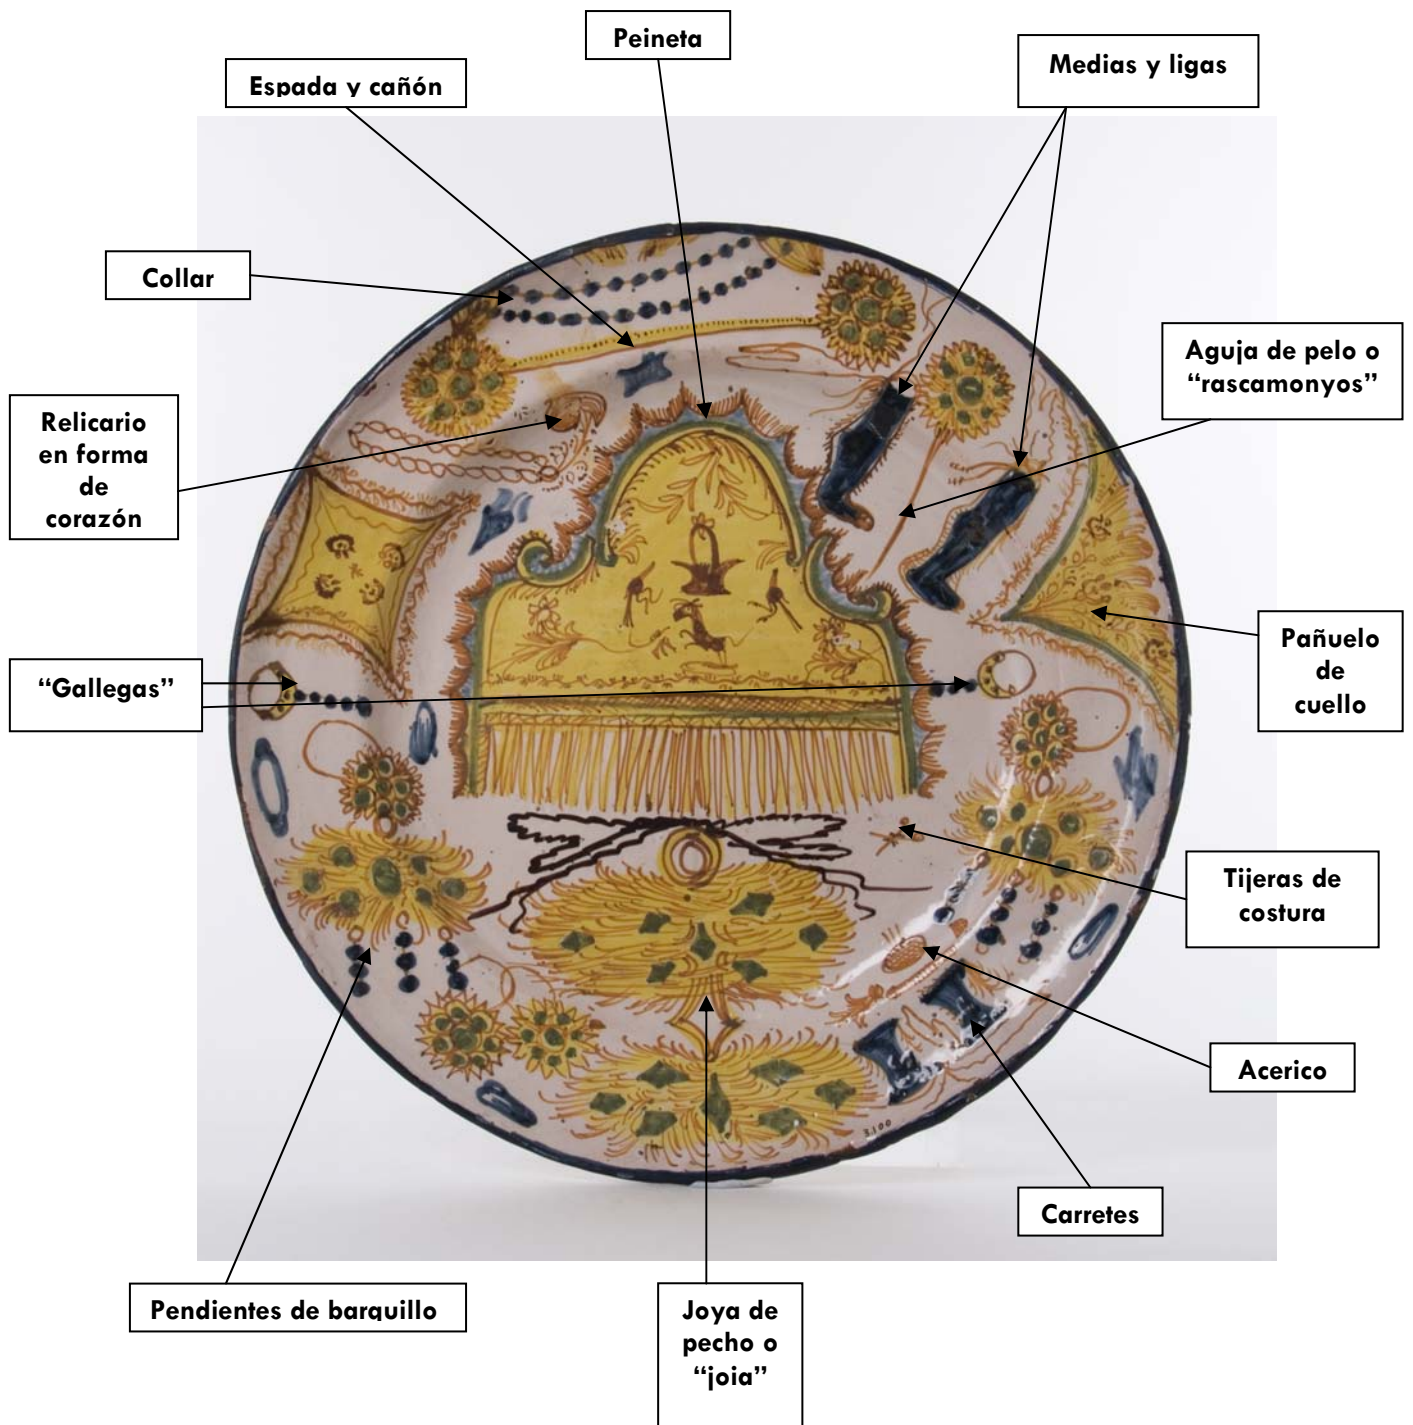 Peineta
Medias y ligas
Espada y cañón
Collar
Aguja de pelo o
“rascamonyos”
Relicario
en forma
de
corazón
Pañuelo
de
cuello
“Gallegas”
Tijeras de
costura
Acerico
Carretes
Pendientes de barquillo
Joya de
pecho o
“joia”